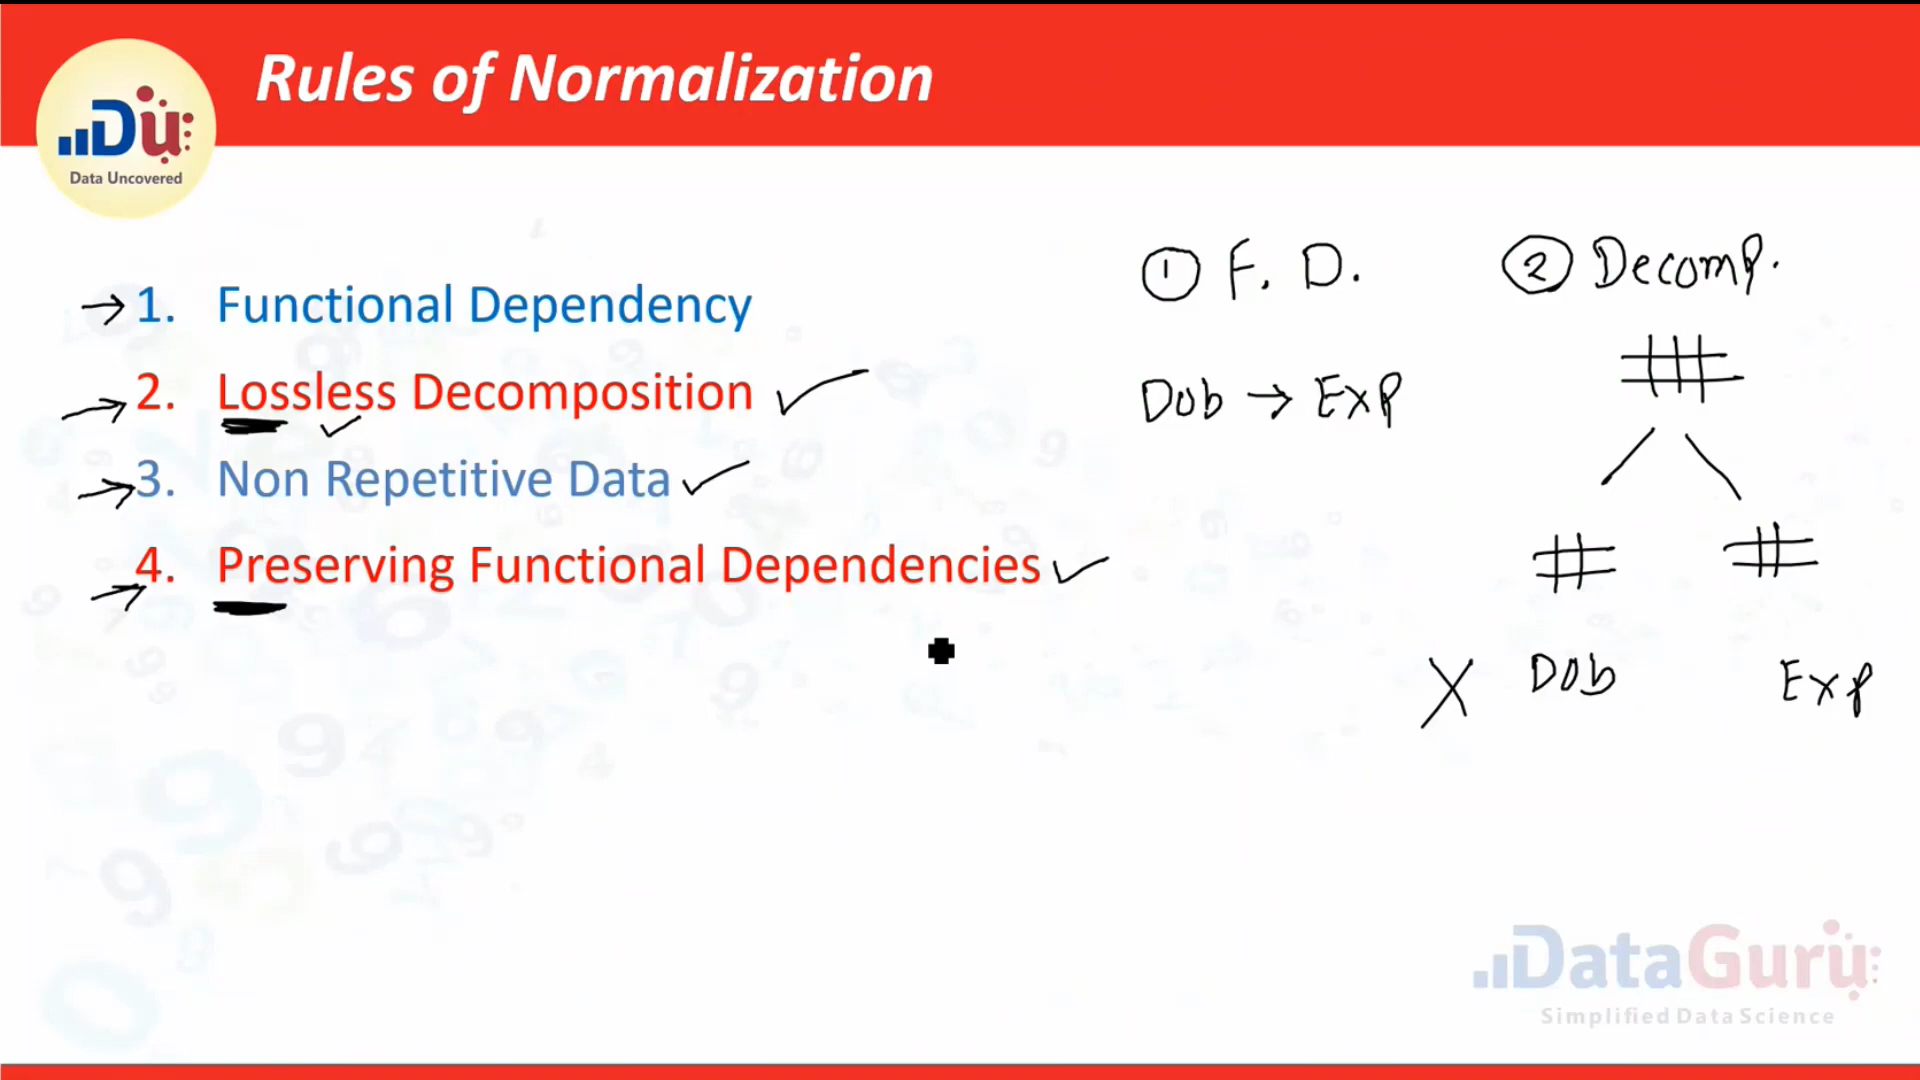 Rules of Normalization
Du
Data Uncovered
→ 1. Functional Dependency
→ 2. Lossless Decomposition ✓
→ 3. Non Repetitive Data ✓
→ 4. Preserving Functional Dependencies ✓
① F. D.
Dob → Exp
② Decomp.
X Dob Exp
DataGuru
Simplified Data Science